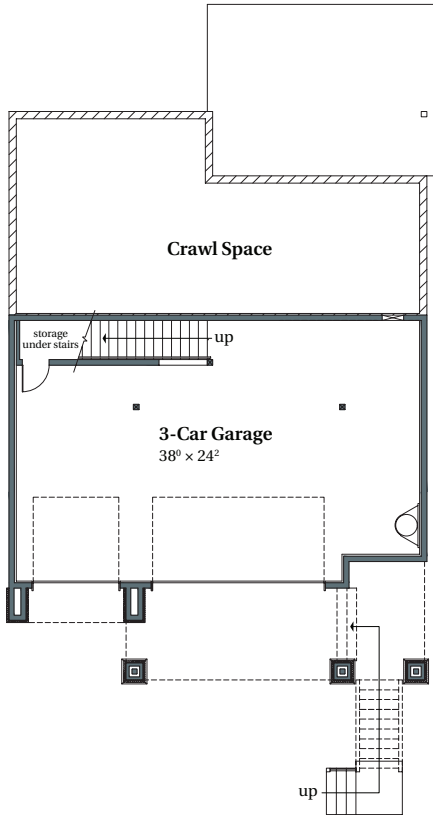 Crawl Space
storage
under stairs
up
3-Car Garage
38⁰ × 24²
up